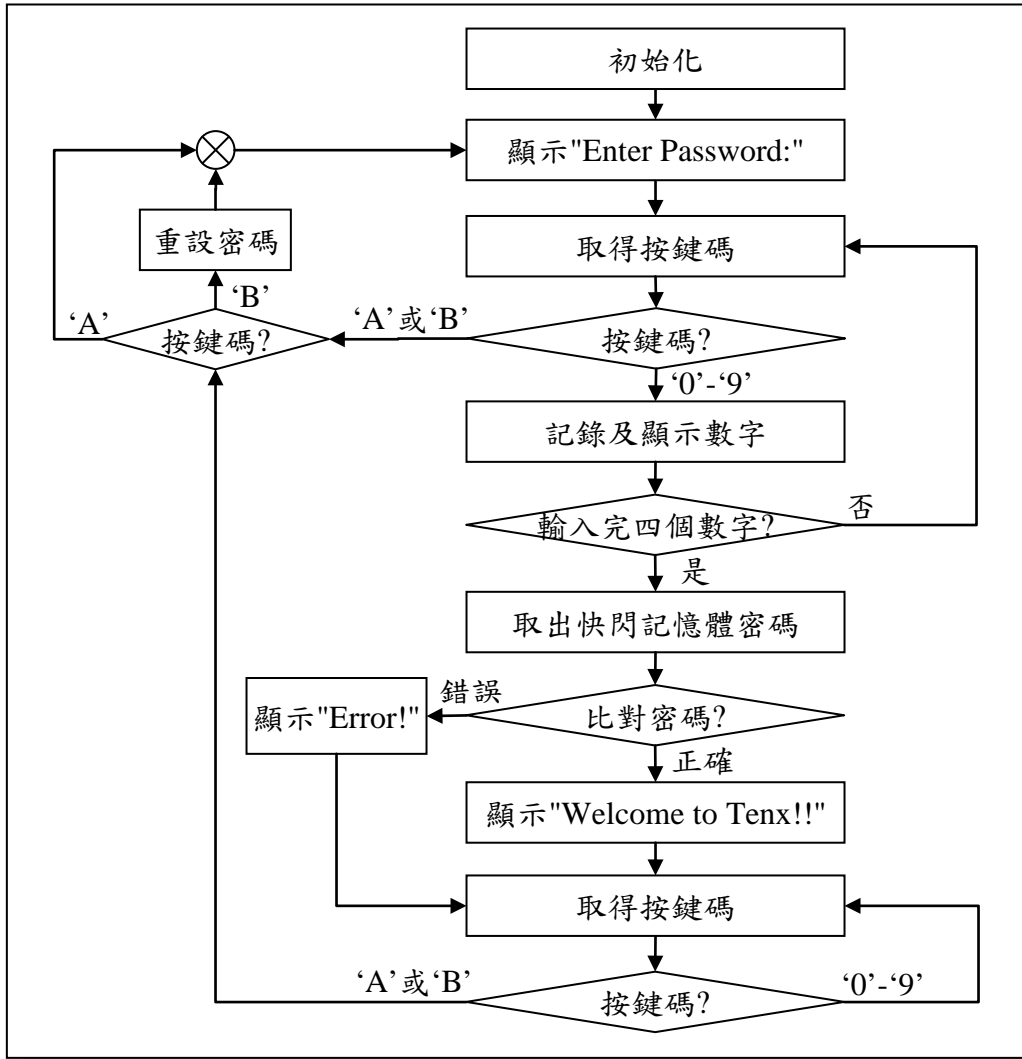 初始化
顯示"Enter Password:"
取得按鍵碼
重設密碼
‘B’
‘A’
按鍵碼?
‘A’或‘B’
按鍵碼?
‘0’-‘9’
記錄及顯示數字
輸入完四個數字?
否
是
取出快閃記憶體密碼
錯誤
顯示"Error!"
比對密碼?
正確
顯示"Welcome to Tenx!!"
取得按鍵碼
‘A’或‘B’
按鍵碼?
‘0’-‘9’